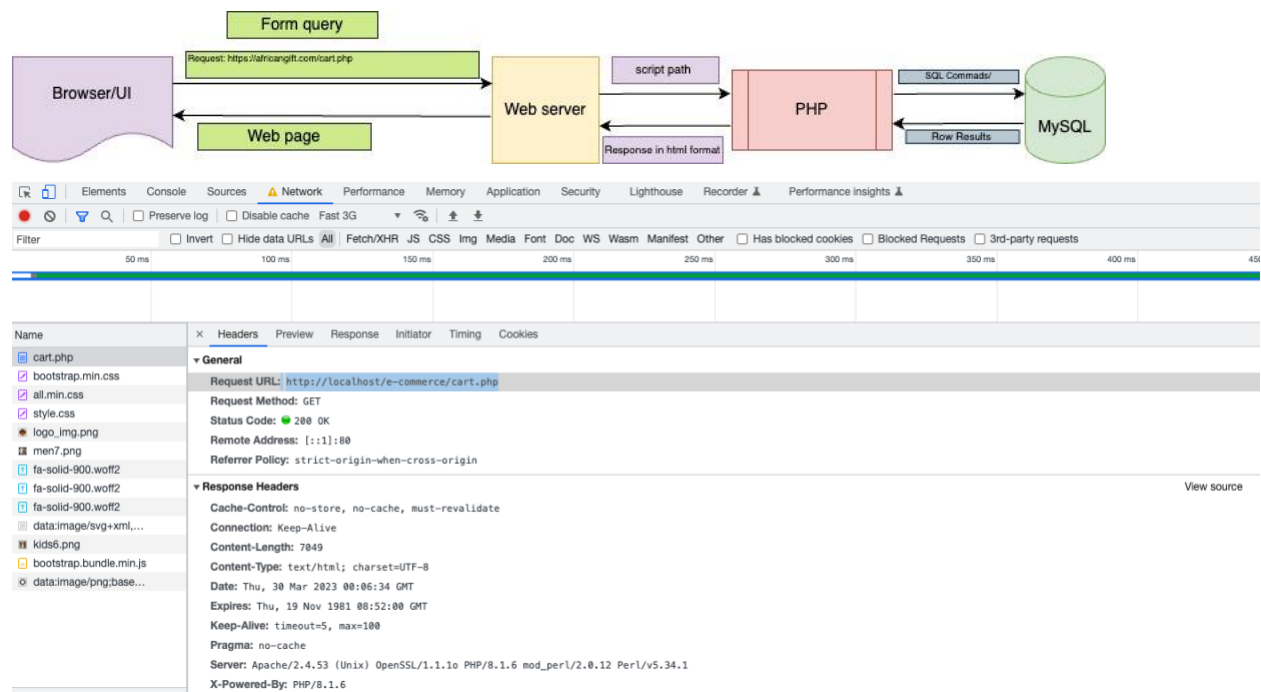 Form query
Request: https://africangift.com/cart.php
Browser/UI
Web page
Web server
script path
Response in html format
PHP
SQL Commads/
Row Results
MySQL
Elements Console Sources Network Performance Memory Application Security Lighthouse Recorder Performance insights
Preserve log Disable cache Fast 3G
Filter Invert Hide data URLs All Fetch/XHR JS CSS Img Media Font Doc WS Wasm Manifest Other Has blocked cookies Blocked Requests 3rd-party requests
50 ms 100 ms 150 ms 200 ms 250 ms 300 ms 350 ms 400 ms 45
Name
cart.php
bootstrap.min.css
all.min.css
style.css
logo_img.png
men7.png
fa-solid-900.woff2
fa-solid-900.woff2
fa-solid-900.woff2
data:image/svg+xml,...
kids6.png
bootstrap.bundle.min.js
data:image/png;base...
× Headers Preview Response Initiator Timing Cookies
General
Request URL: http://localhost/e-commerce/cart.php
Request Method: GET
Status Code: 200 OK
Remote Address: [::1]:80
Referrer Policy: strict-origin-when-cross-origin
Response Headers View source
Cache-Control: no-store, no-cache, must-revalidate
Connection: Keep-Alive
Content-Length: 7049
Content-Type: text/html; charset=UTF-8
Date: Thu, 30 Mar 2023 00:06:34 GMT
Expires: Thu, 19 Nov 1981 08:52:00 GMT
Keep-Alive: timeout=5, max=100
Pragma: no-cache
Server: Apache/2.4.53 (Unix) OpenSSL/1.1.1o PHP/8.1.6 mod_perl/2.0.12 Perl/v5.34.1
X-Powered-By: PHP/8.1.6